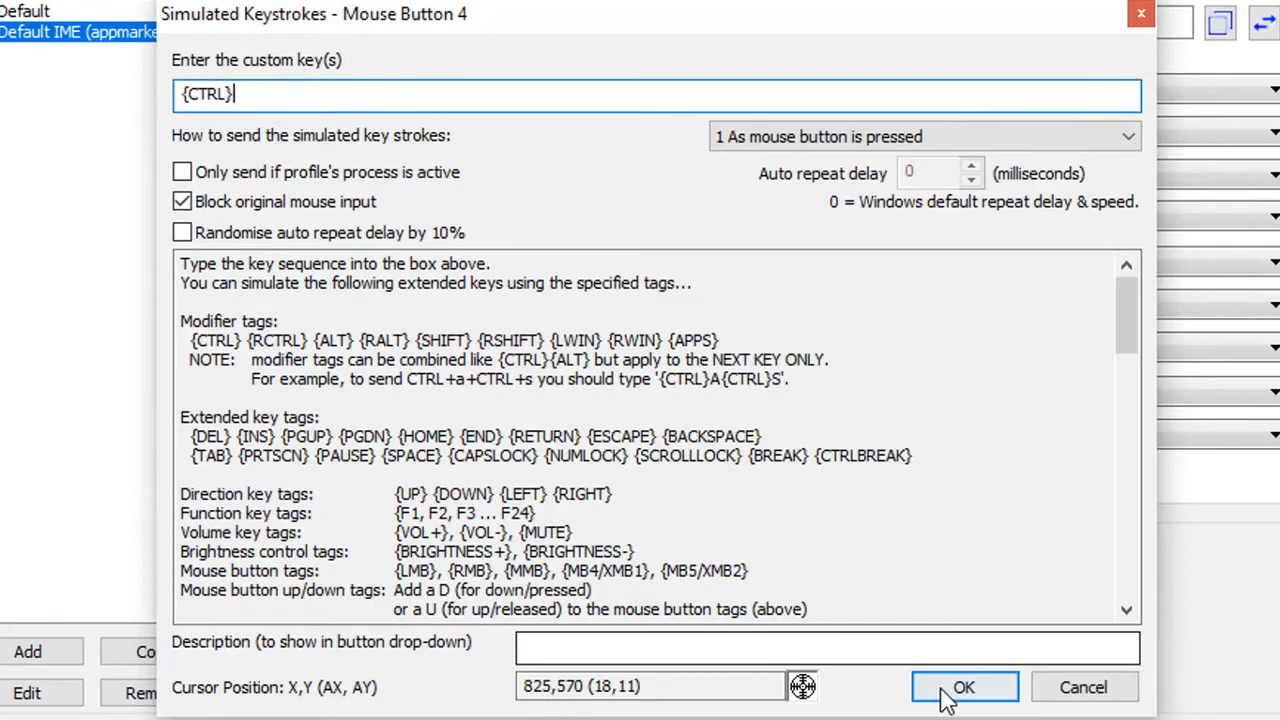 Default
Default IME (appmarke
Simulated Keystrokes - Mouse Button 4
Enter the custom key(s)
{CTRL}
How to send the simulated key strokes:
1 As mouse button is pressed
Only send if profile's process is active
Auto repeat delay
0
(milliseconds)
Block original mouse input
0 = Windows default repeat delay & speed.
Randomise auto repeat delay by 10%
Type the key sequence into the box above.
You can simulate the following extended keys using the specified tags...
Modifier tags:
{CTRL} {RCTRL} {ALT} {RALT} {SHIFT} {RSHIFT} {LWIN} {RWIN} {APPS}
NOTE: modifier tags can be combined like {CTRL}{ALT} but apply to the NEXT KEY ONLY.
For example, to send CTRL+a+CTRL+s you should type '{CTRL}A{CTRL}S'.
Extended key tags:
{DEL} {INS} {PGUP} {PGDN} {HOME} {END} {RETURN} {ESCAPE} {BACKSPACE}
{TAB} {PRTSCN} {PAUSE} {SPACE} {CAPSLOCK} {NUMLOCK} {SCROLLLOCK} {BREAK} {CTRLBREAK}
Direction key tags: {UP} {DOWN} {LEFT} {RIGHT}
Function key tags: {F1, F2, F3 ... F24}
Volume key tags: {VOL+}, {VOL-}, {MUTE}
Brightness control tags: {BRIGHTNESS+}, {BRIGHTNESS-}
Mouse button tags: {LMB}, {RMB}, {MMB}, {MB4/XMB1}, {MB5/XMB2}
Mouse button up/down tags: Add a D (for down/pressed)
or a U (for up/released) to the mouse button tags (above)
Description (to show in button drop-down)
Cursor Position: X,Y (AX, AY)
825,570 (18,11)
OK
Cancel
Add
Co
Edit
Rem